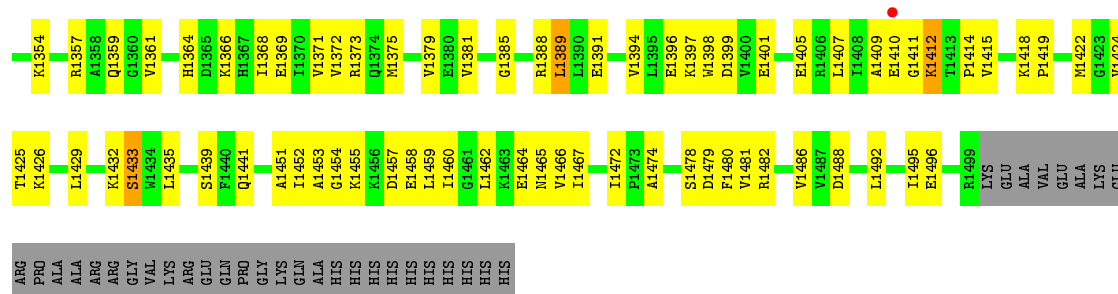 K1354 R1357 A1358 Q1359 G1360 V1361 H1364 D1365 K1366 H1367 I1368 E1369 I1370 V1371 V1372 R1373 Q1374 M1375 V1379 E1380 V1381 G1385 R1388 L1389 L1390 E1391 V1394 L1395 E1396 K1397 W1398 D1399 V1400 E1401 E1405 R1406 L1407 I1408 A1409 E1410 G1411 K1412 T1413 P1414 V1415 K1418 P1419 M1422 G1423 V1424
T1425 K1426 L1429 K1432 S1433 W1434 L1435 S1439 F1440 Q1441 A1451 I1452 A1453 G1454 K1455 K1456 D1457 E1458 L1459 I1460 G1461 L1462 K1463 E1464 N1465 V1466 I1467 I1472 P1473 A1474 S1478 D1479 F1480 V1481 R1482 V1486 V1487 D1488 L1492 I1495 E1496 R1499 LYS GLU ALA VAL GLU ALA LYS GLU
ARG PRO ALA ALA ARG ARG GLY VAL LYS ARG GLU GLN PRO GLY LYS GLN ALA HIS HIS HIS HIS HIS HIS HIS HIS HIS HIS